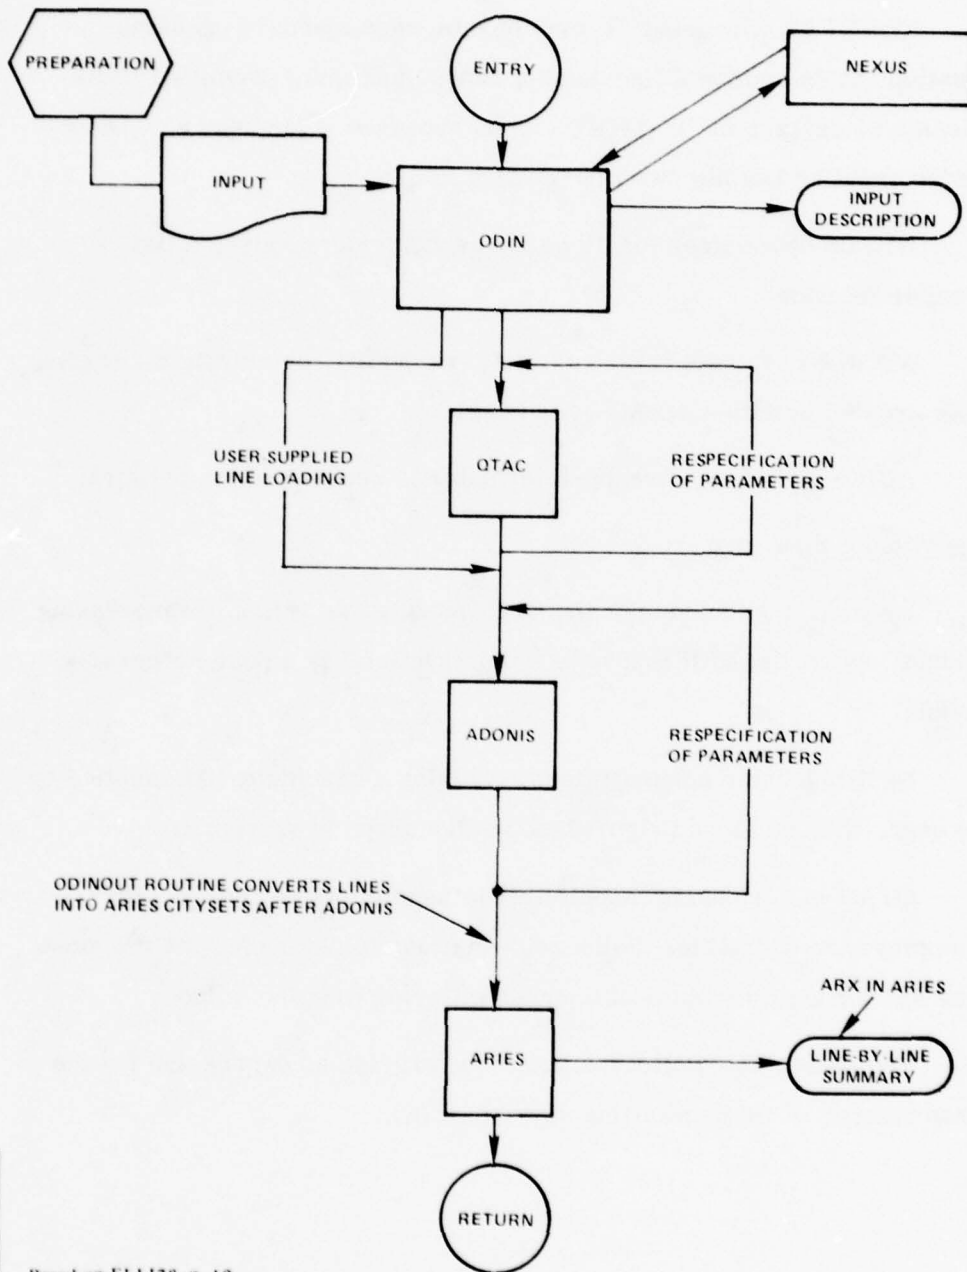 PREPARATION
ENTRY
NEXUS
INPUT
ODIN
INPUT
DESCRIPTION
USER SUPPLIED
LINE LOADING
QTAC
RESPECIFICATION
OF PARAMETERS
ADONIS
RESPECIFICATION
OF PARAMETERS
ODINOUT ROUTINE CONVERTS LINES
INTO ARIES CITYSETS AFTER ADONIS
ARX IN ARIES
ARIES
LINE-BY-LINE
SUMMARY
RETURN